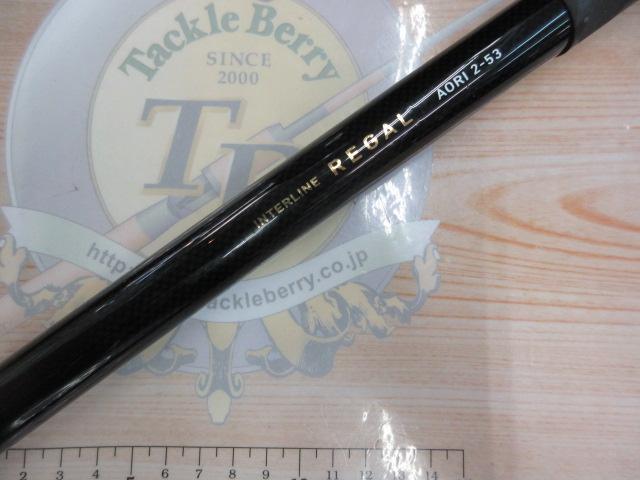 Tackle Berry
SINCE
2000
TB
http
ackleberry.co.jp
INTERLINE REGAL AORI 2-53
2 3 4 5 6 7 8 9 10 11 12 13 14